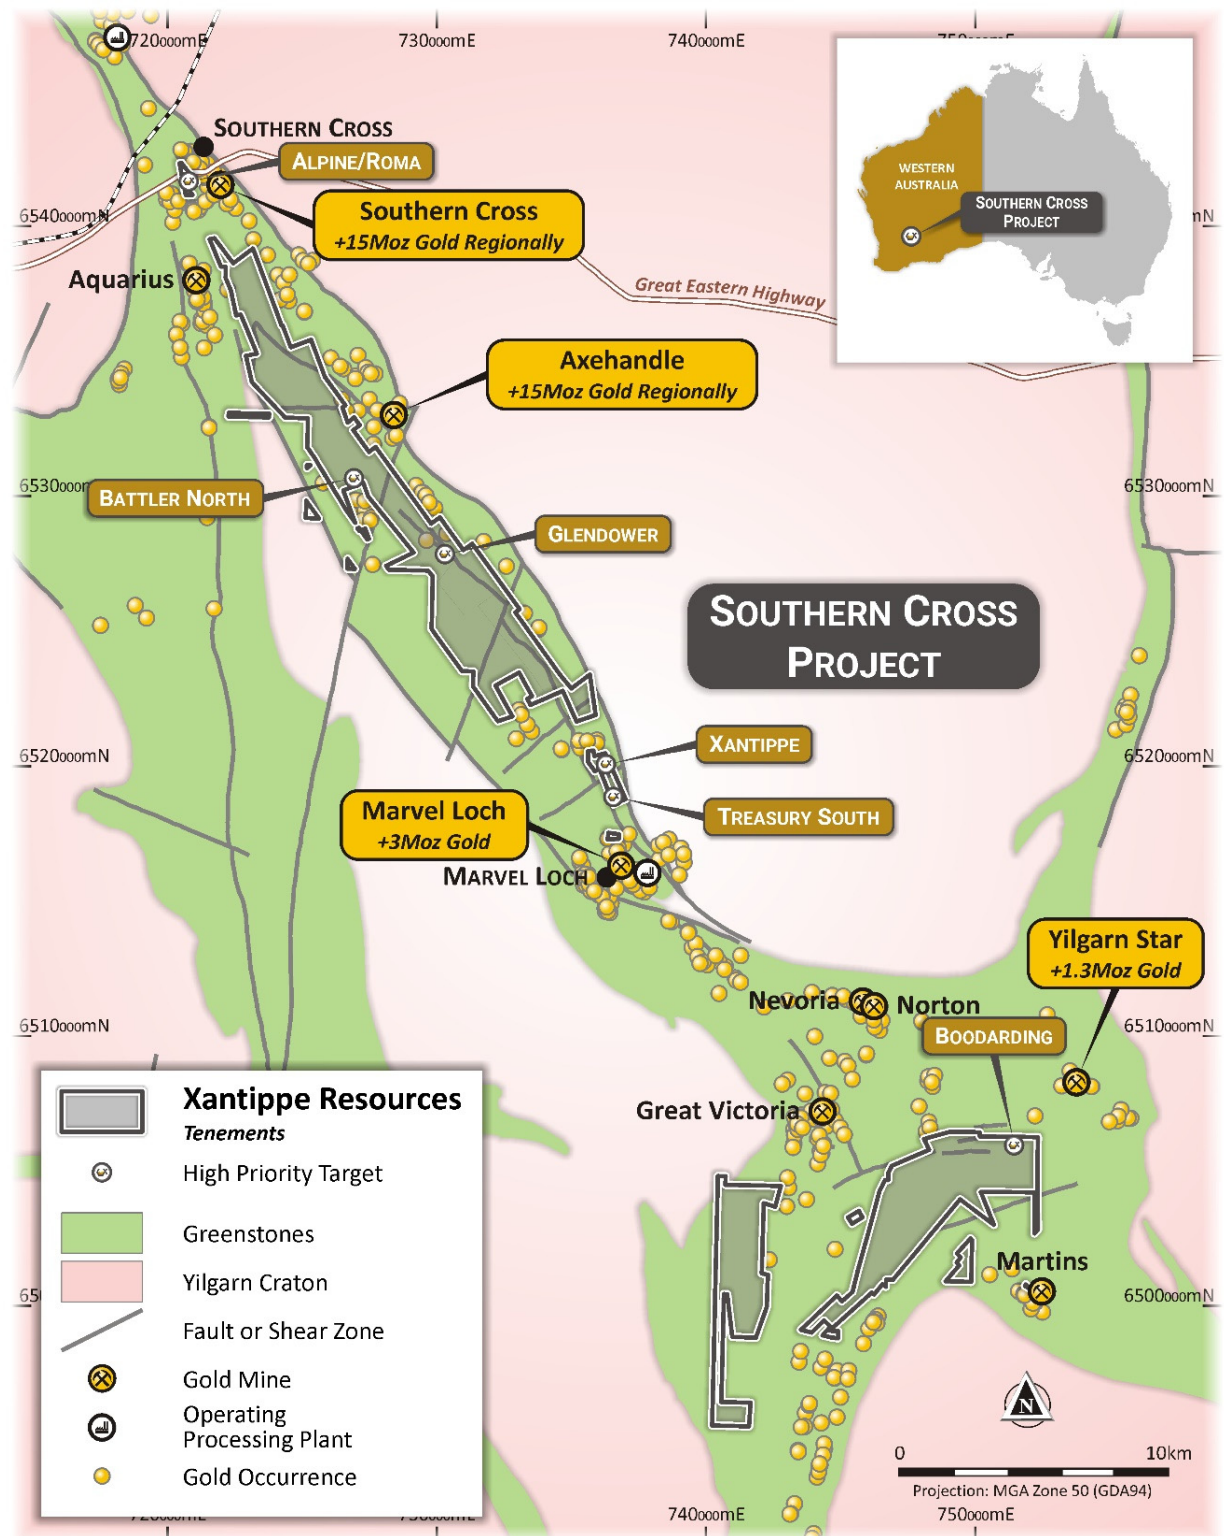 720000mE
730000mE
740000mE
SOUTHERN CROSS
ALPINE/ROMA
WESTERN
AUSTRALIA
SOUTHERN CROSS
PROJECT
6540000mN
mN
Southern Cross
+15Moz Gold Regionally
Aquarius
Great Eastern Highway
Axehandle
+15Moz Gold Regionally
6530000m
6530000mN
BATTLER NORTH
GLENDOWER
SOUTHERN CROSS
PROJECT
XANTIPPE
6520000mN
6520000mN
Marvel Loch
+3Moz Gold
TREASURY SOUTH
MARVEL LOCH
Yilgarn Star
+1.3Moz Gold
Nevoria
Norton
6510000mN
6510000mN
BOODARDING
Great Victoria
Xantippe Resources
Tenements
High Priority Target
Greenstones
Yilgarn Craton
Fault or Shear Zone
Gold Mine
Operating
Processing Plant
Gold Occurrence
Martins
6500000mN
N
0
10km
Projection: MGA Zone 50 (GDA94)
740000mE
750000mE